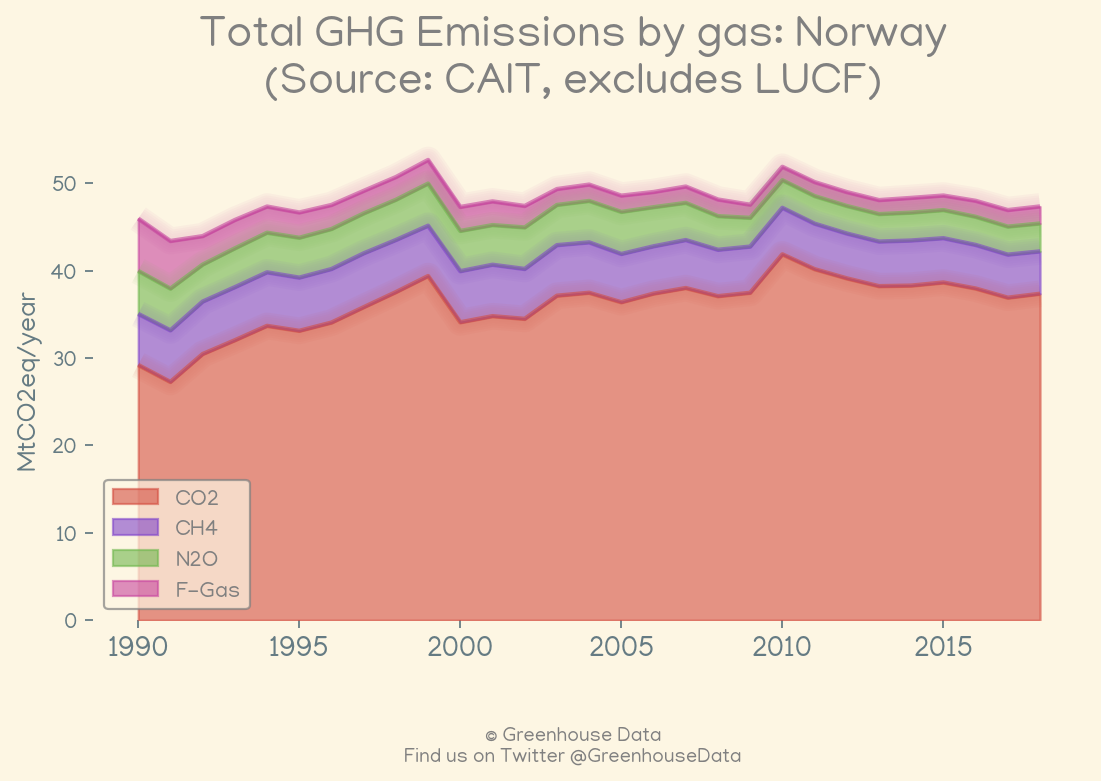 Total GHG Emissions by gas: Norway
(Source: CAIT, excludes LUCF)
MtCO2eq/year
50
40
30
20
10
0
CO2
CH4
N2O
F-Gas
1990 1995 2000 2005 2010 2015
© Greenhouse Data
Find us on Twitter @GreenhouseData